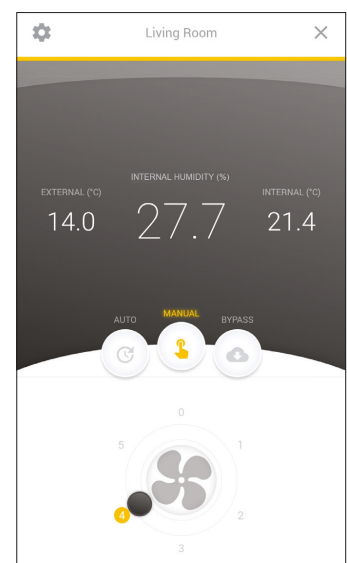 Living Room
INTERNAL HUMIDITY (%)
EXTERNAL (°C)
INTERNAL (°C)
14.0
27.7
21.4
AUTO
MANUAL
BYPASS
0
5
1
4
2
3